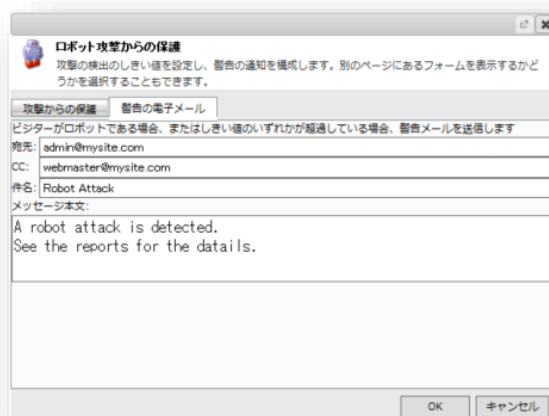 ロボット攻撃からの保護
攻撃の検出のしきい値を設定し、警告の通知を構成します。別のページにあるフォームを表示するかど
うかを選択することもできます。
攻撃からの保護 警告の電子メール
ビジターがロボットである場合、またはしきい値のいずれかが超過している場合、警告メールを送信します
宛先: admin@mysite.com
CC: webmaster@mysite.com
件名: Robot Attack
メッセージ本文:
A robot attack is detected.
See the reports for the datails.
OK キャンセル